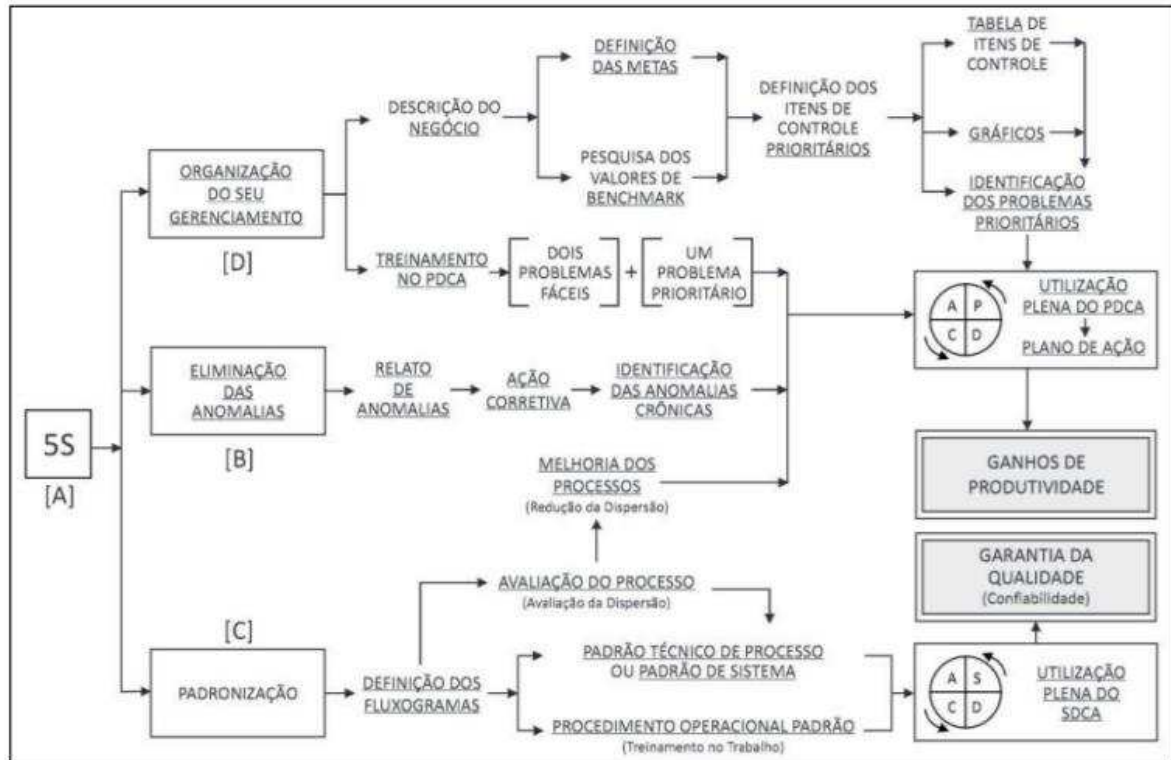 TABELA DE
ITENS DE
CONTROLE
DEFINIÇÃO
DAS METAS
DESCRIÇÃO DO
NEGÓCIO
DEFINIÇÃO DOS
ITENS DE
CONTROLE
PRIORITÁRIOS
GRÁFICOS
PESQUISA DOS
VALORES DE
BENCHMARK
ORGANIZAÇÃO
DO SEU
GERENCIAMENTO
[D]
IDENTIFICAÇÃO
DOS PROBLEMAS
PRIORITÁRIOS
TREINAMENTO
NO PDCA
DOIS
PROBLEMAS
FÁCEIS
+
UM
PROBLEMA
PRIORITÁRIO
A P
C D
UTILIZAÇÃO
PLENA DO PDCA
PLANO DE AÇÃO
ELIMINAÇÃO
DAS
ANOMALIAS
[B]
RELATO
DE
ANOMALIAS
AÇÃO
CORRETIVA
IDENTIFICAÇÃO
DAS ANOMALIAS
CRÔNICAS
5S
[A]
MELHORIA DOS
PROCESSOS
(Redução da Dispersão)
GANHOS DE
PRODUTIVIDADE
GARANTIA DA
QUALIDADE
(Confiabilidade)
AVALIAÇÃO DO PROCESSO
(Avaliação da Dispersão)
[C]
PADRONIZAÇÃO
DEFINIÇÃO DOS
FLUXOGRAMAS
PADRÃO TÉCNICO DE PROCESSO
OU PADRÃO DE SISTEMA
PROCEDIMENTO OPERACIONAL PADRÃO
(Treinamento no Trabalho)
A S
C D
UTILIZAÇÃO
PLENA DO
SDCA